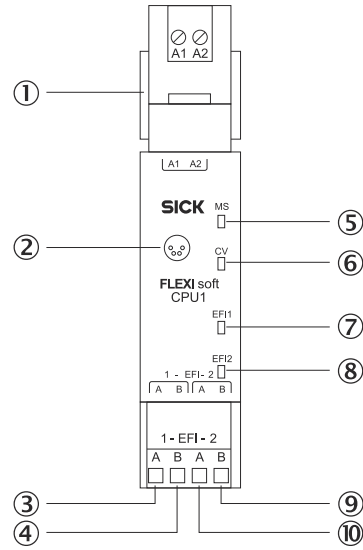 A1 A2
①
A1 A2
SICK MS
⑤
②
CV
⑥
FLEXI soft
CPU1
EFI1
⑦
EFI2
⑧
1 - EFI- 2
A B A B
1 - EFI - 2
A B A B
③ ⑨
④ ⑩